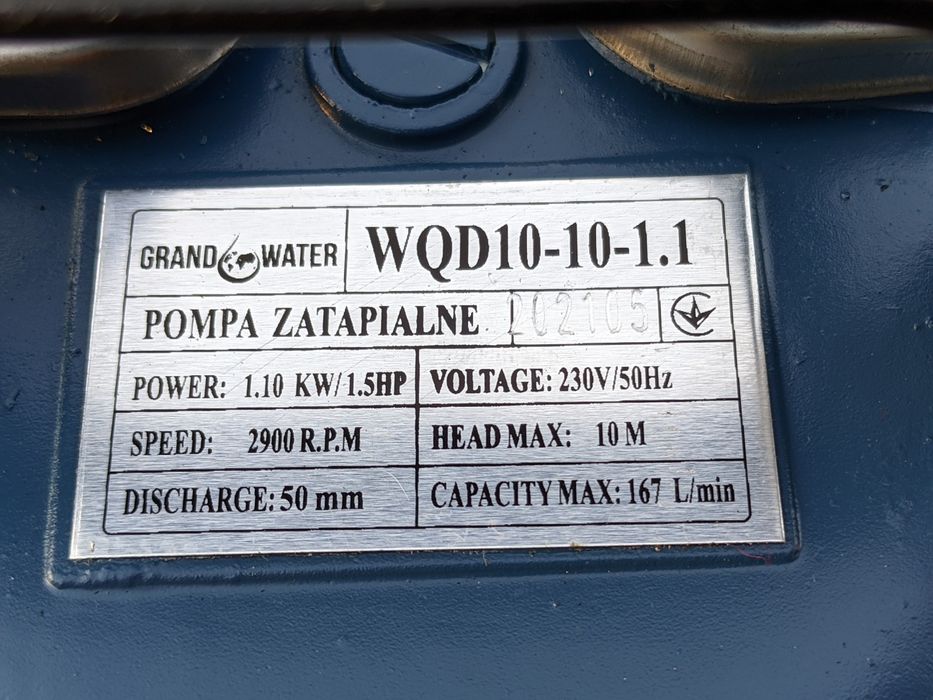 GRAND WATER
WQD10-10-1.1
POMPA ZATAPIALNE 202105
POWER: 1.10 KW/1.5HP
VOLTAGE: 230V/50Hz
SPEED: 2900 R.P.M
HEAD MAX: 10 M
DISCHARGE: 50 mm
CAPACITY MAX: 167 L/min